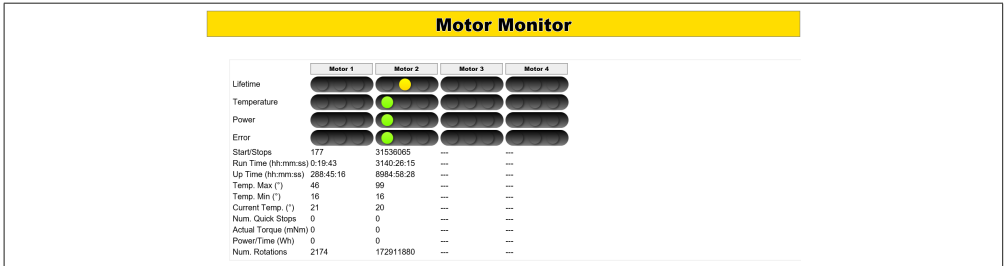 Motor Monitor
Motor 1 Motor 2 Motor 3 Motor 4
Lifetime
Temperature
Power
Error
Start/Stops 177 31536065 --- ---
Run Time (hh:mm:ss) 0:19:43 3140:26:15 --- ---
Up Time (hh:mm:ss) 288:45:16 8984:58:28 --- ---
Temp. Max (°) 46 99 --- ---
Temp. Min (°) 16 16 --- ---
Current Temp. (°) 21 20 --- ---
Num. Quick Stops 0 0 --- ---
Actual Torque (mNm) 0 0 --- ---
Power/Time (Wh) 0 0 --- ---
Num. Rotations 2174 172911880 --- ---